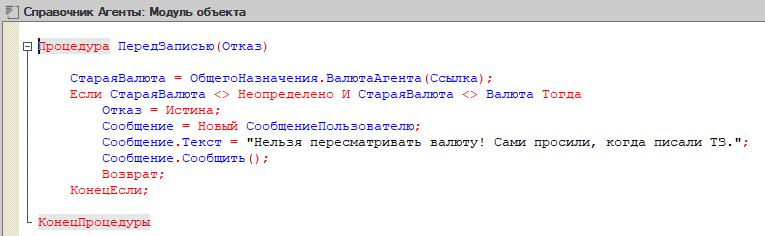 Справочник Агенты: Модуль объекта
Процедура ПередЗаписью(Отказ)
СтараяВалюта = ОбщегоНазначения.ВалютаАгента(Ссылка);
Если СтараяВалюта <> Неопределено И СтараяВалюта <> Валюта Тогда
Отказ = Истина;
Сообщение = Новый СообщениеПользователю;
Сообщение.Текст = "Нельзя пересматривать валюту! Сами просили, когда писали ТЗ.";
Сообщение.Сообщить();
Возврат;
КонецЕсли;
КонецПроцедуры